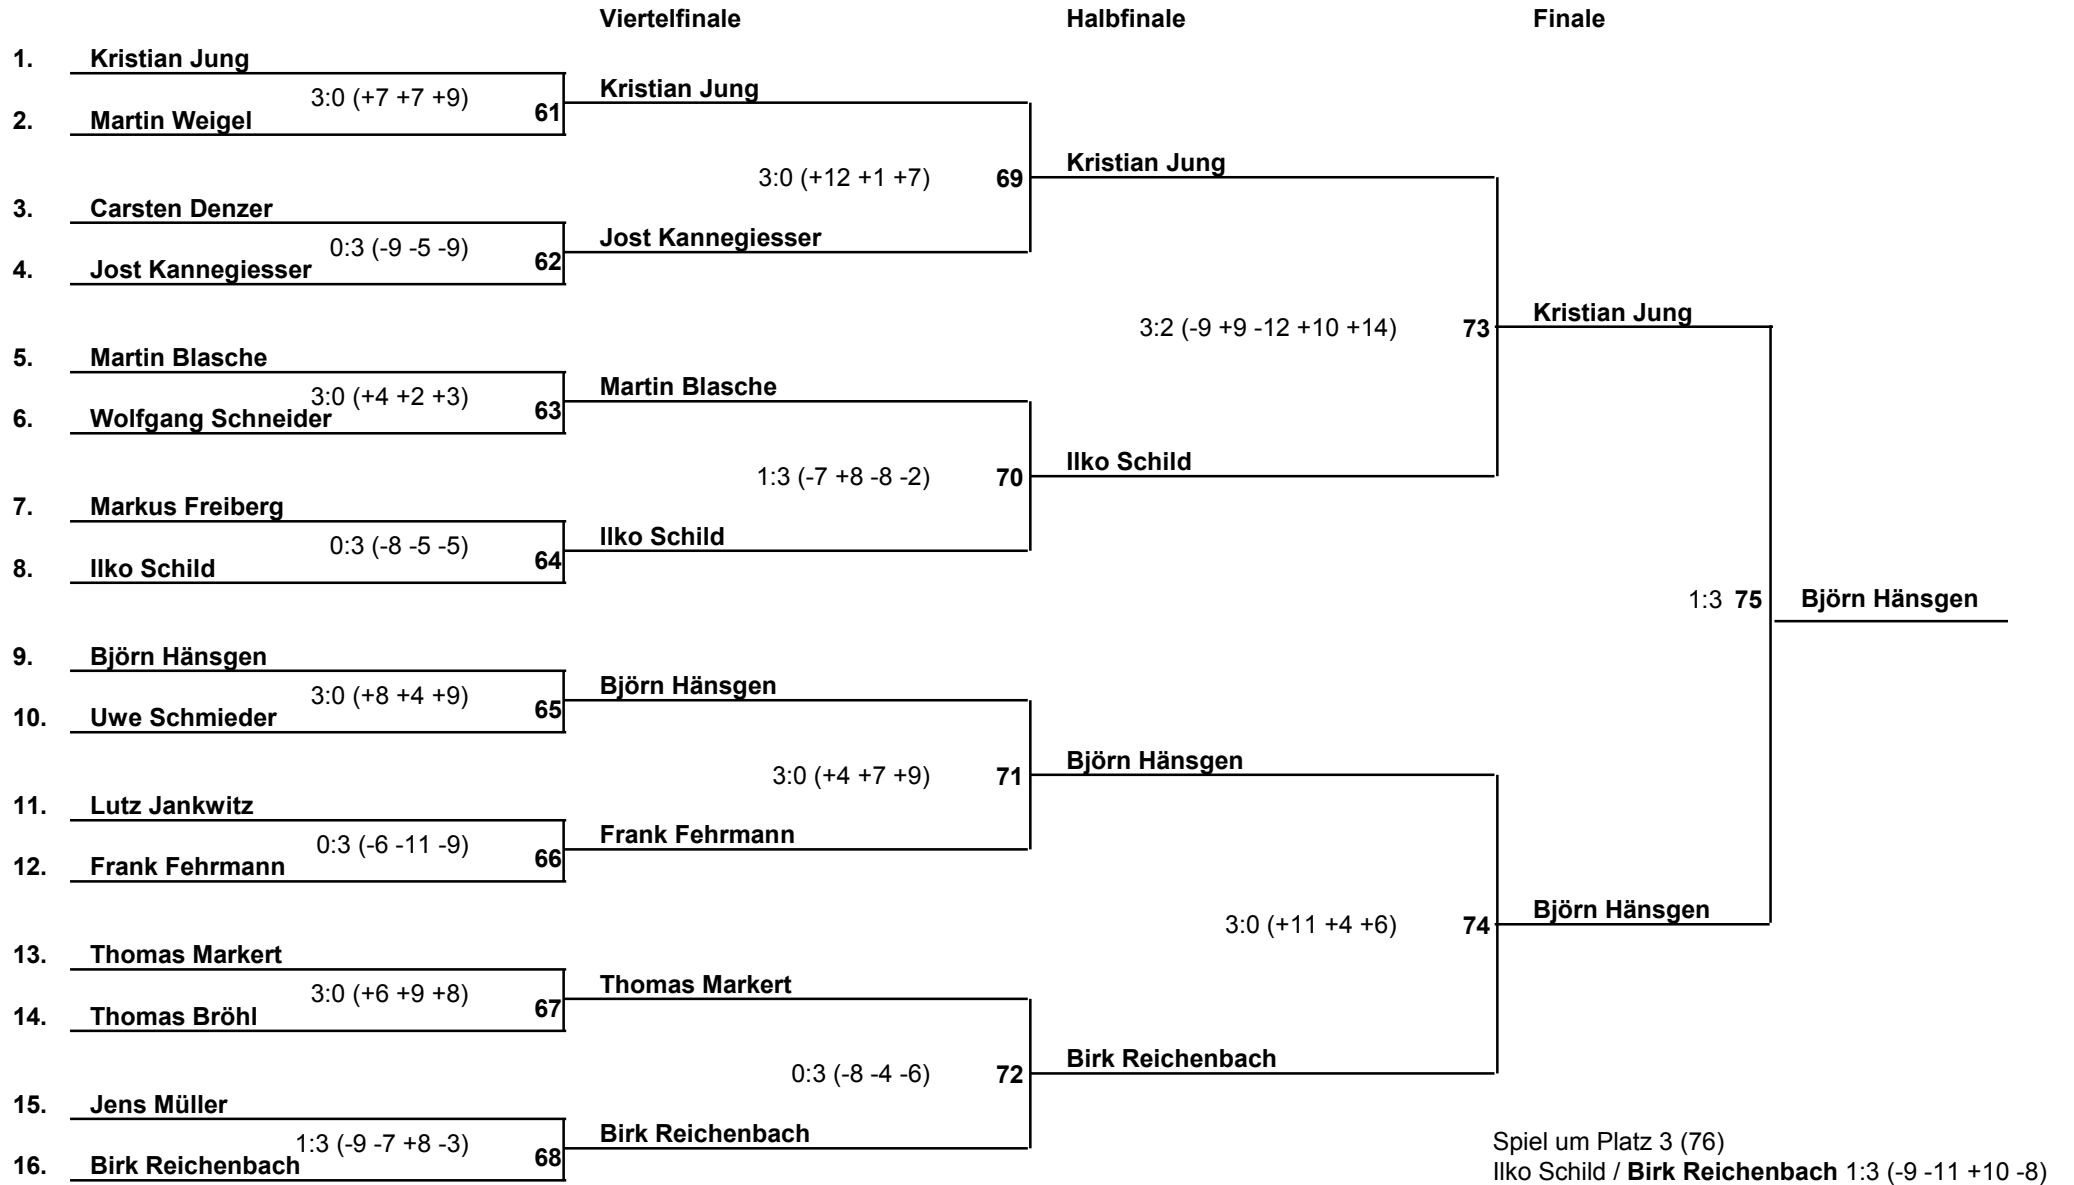 Viertelfinale Halbfinale Finale
1. Kristian Jung
3:0 (+7 +7 +9) 61
2. Martin Weigel
Kristian Jung
3:0 (+12 +1 +7) 69
3. Carsten Denzer
0:3 (-9 -5 -9) 62
4. Jost Kannegiesser
Jost Kannegiesser
Kristian Jung
3:2 (-9 +9 -12 +10 +14) 73
5. Martin Blasche
3:0 (+4 +2 +3) 63
6. Wolfgang Schneider
Martin Blasche
1:3 (-7 +8 -8 -2) 70
7. Markus Freiberg
0:3 (-8 -5 -5) 64
8. Ilko Schild
Ilko Schild
Ilko Schild
Kristian Jung
1:3 75 Björn Hänsgen
9. Björn Hänsgen
3:0 (+8 +4 +9) 65
10. Uwe Schmieder
Björn Hänsgen
3:0 (+4 +7 +9) 71
11. Lutz Jankwitz
0:3 (-6 -11 -9) 66
12. Frank Fehrmann
Frank Fehrmann
Björn Hänsgen
3:0 (+11 +4 +6) 74
Björn Hänsgen
13. Thomas Markert
3:0 (+6 +9 +8) 67
14. Thomas Bröhl
Thomas Markert
0:3 (-8 -4 -6) 72
15. Jens Müller
1:3 (-9 -7 +8 -3) 68
16. Birk Reichenbach
Birk Reichenbach
Birk Reichenbach
Spiel um Platz 3 (76)
Ilko Schild / Birk Reichenbach 1:3 (-9 -11 +10 -8)